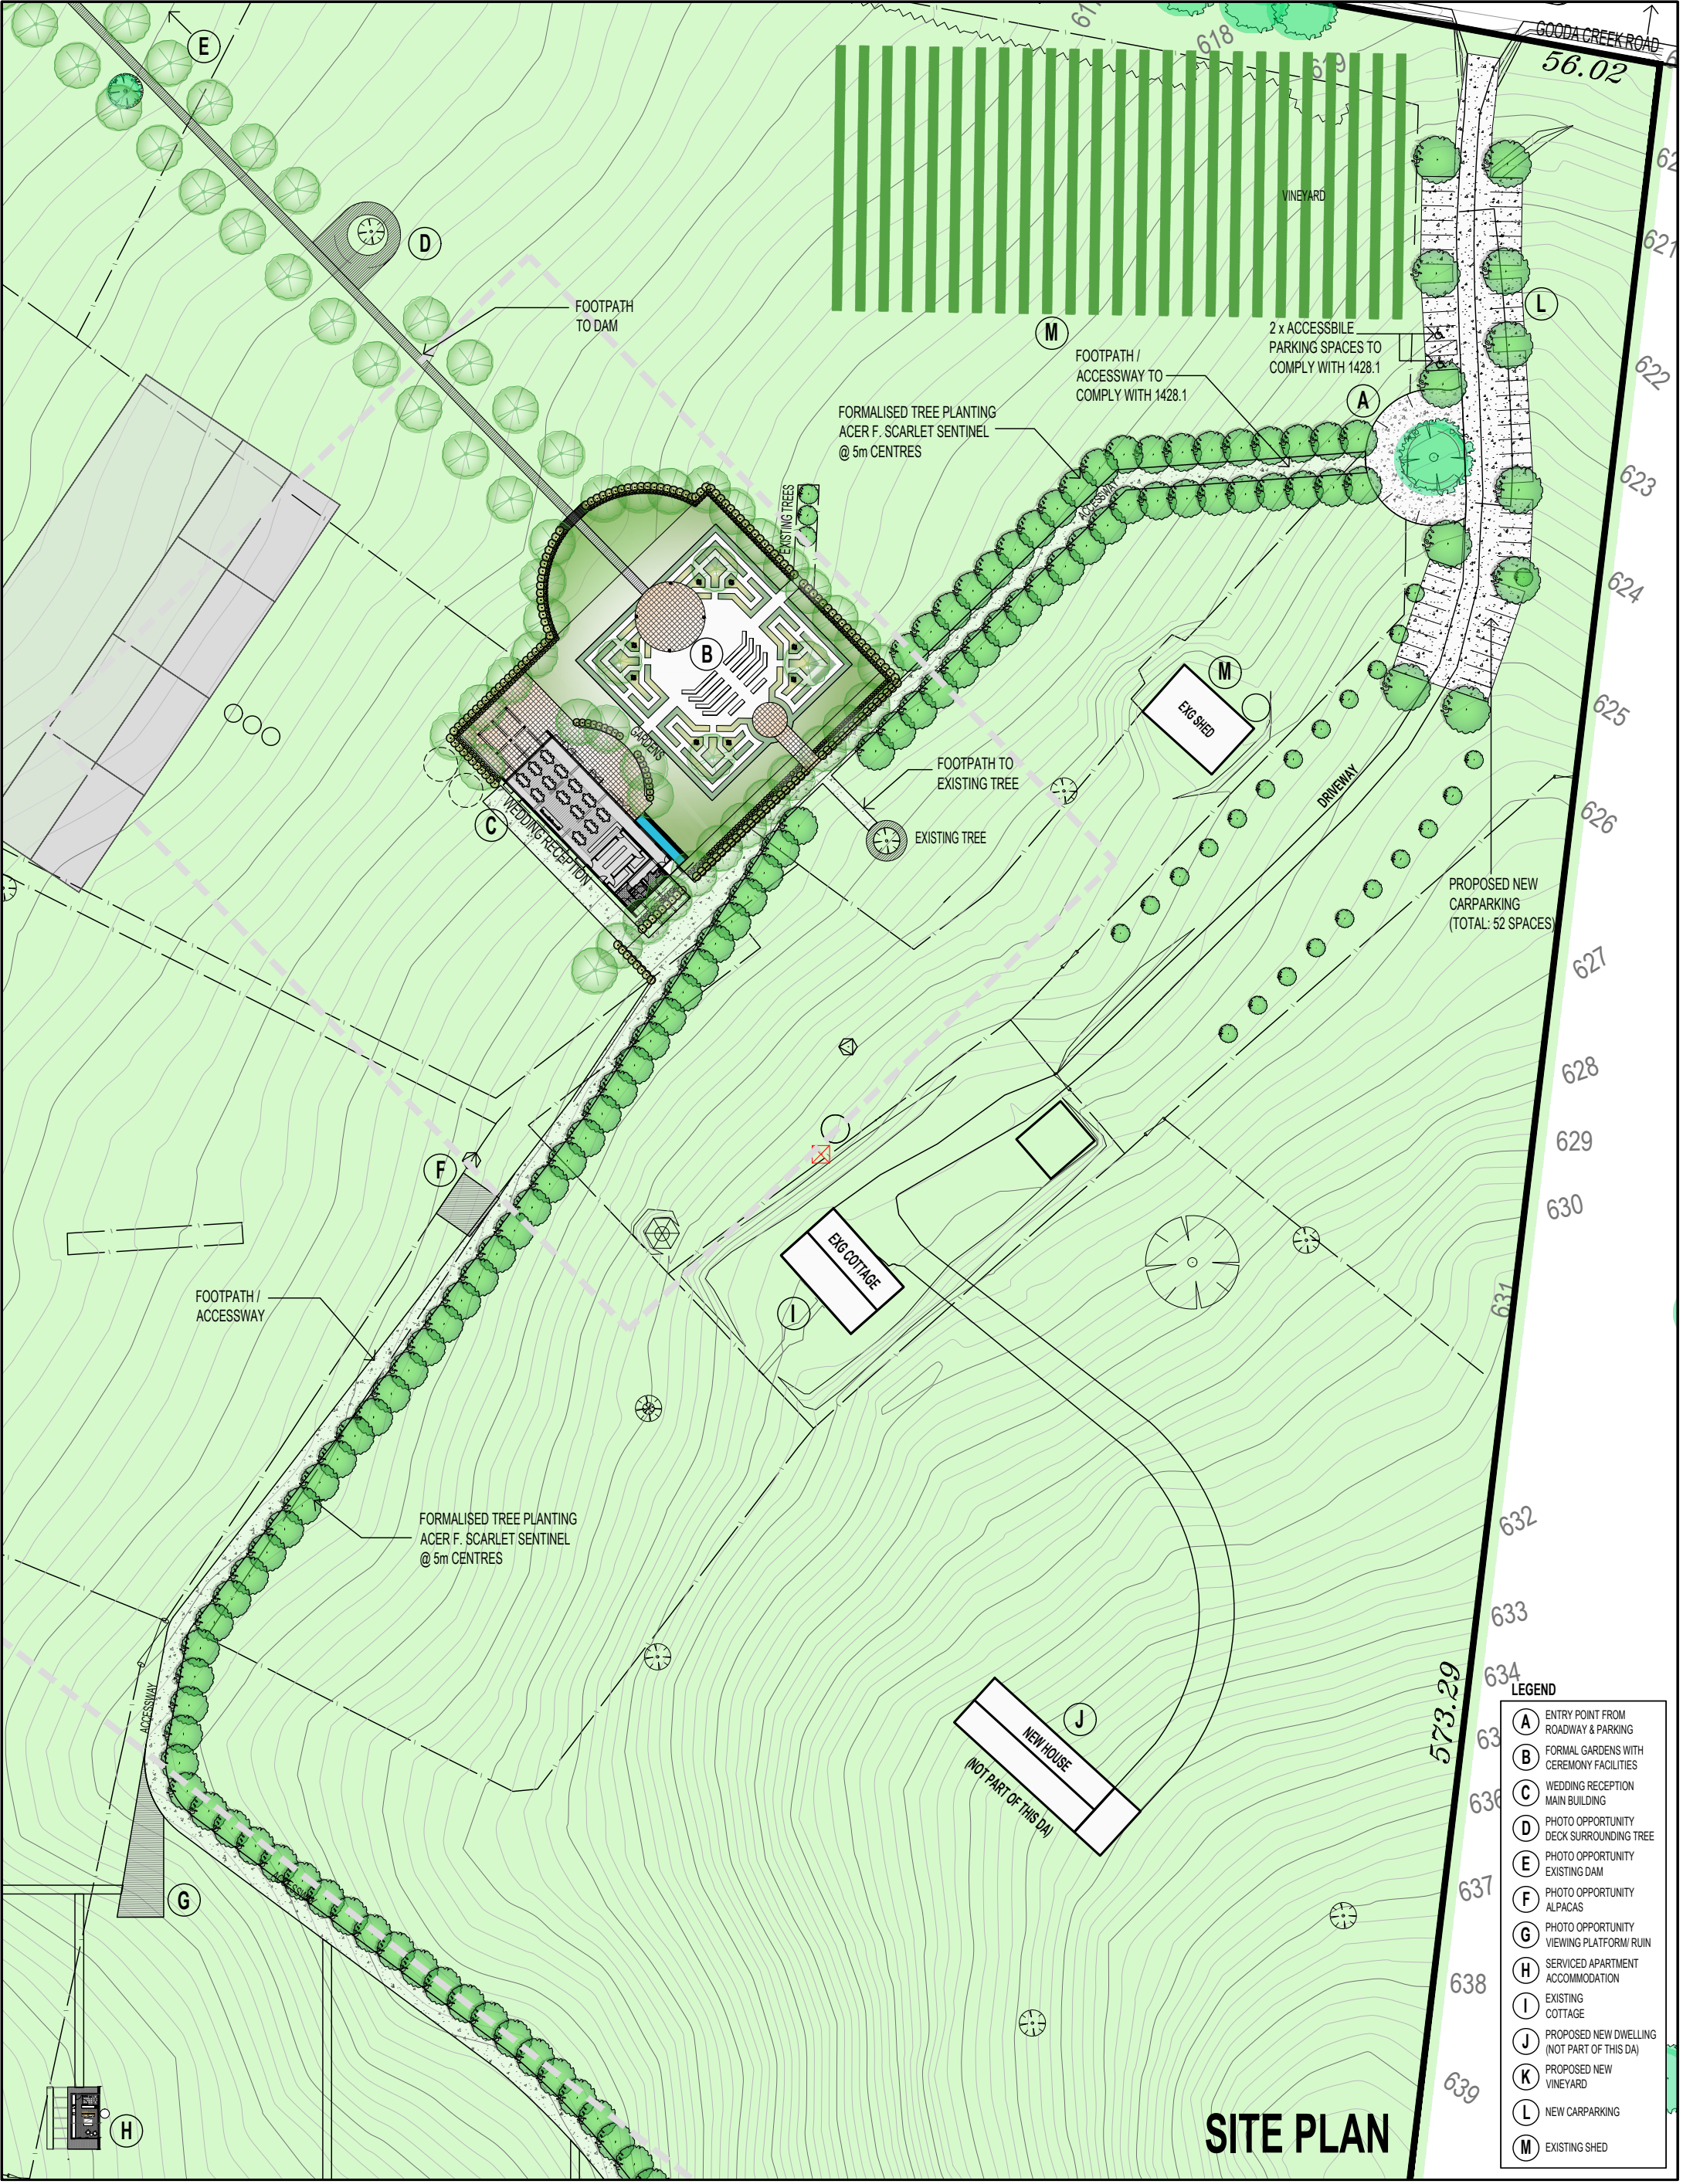 E
617
618
619
GOODA CREEK ROAD
56.02
VINEYARD
621
D
FOOTPATH
TO DAM
L
M
2 x ACCESSBILE
PARKING SPACES TO
COMPLY WITH 1428.1
FOOTPATH /
ACCESSWAY TO
COMPLY WITH 1428.1
622
A
FORMALISED TREE PLANTING
ACER F. SCARLET SENTINEL
@ 5m CENTRES
623
EXISTING TREES
ACCESSWAY
624
B
M
EXG SHED
625
GARDENS
FOOTPATH TO
EXISTING TREE
DRIVEWAY
626
C
WEDDING RECEPTION
EXISTING TREE
PROPOSED NEW
CARPARKING
(TOTAL: 52 SPACES)
627
628
629
F
630
EXG COTTAGE
I
631
FOOTPATH /
ACCESSWAY
FORMALISED TREE PLANTING
ACER F. SCARLET SENTINEL
@ 5m CENTRES
632
633
634
573.29
ACCESSWAY
J
NEW HOUSE
(NOT PART OF THIS DA)
636
G
637
638
639
H
SITE PLAN
LEGEND
A ENTRY POINT FROM
ROADWAY & PARKING
B FORMAL GARDENS WITH
CEREMONY FACILITIES
C WEDDING RECEPTION
MAIN BUILDING
D PHOTO OPPORTUNITY
DECK SURROUNDING TREE
E PHOTO OPPORTUNITY
EXISTING DAM
F PHOTO OPPORTUNITY
ALPACAS
G PHOTO OPPORTUNITY
VIEWING PLATFORM/ RUIN
H SERVICED APARTMENT
ACCOMMODATION
I EXISTING
COTTAGE
J PROPOSED NEW DWELLING
(NOT PART OF THIS DA)
K PROPOSED NEW
VINEYARD
L NEW CARPARKING
M EXISTING SHED